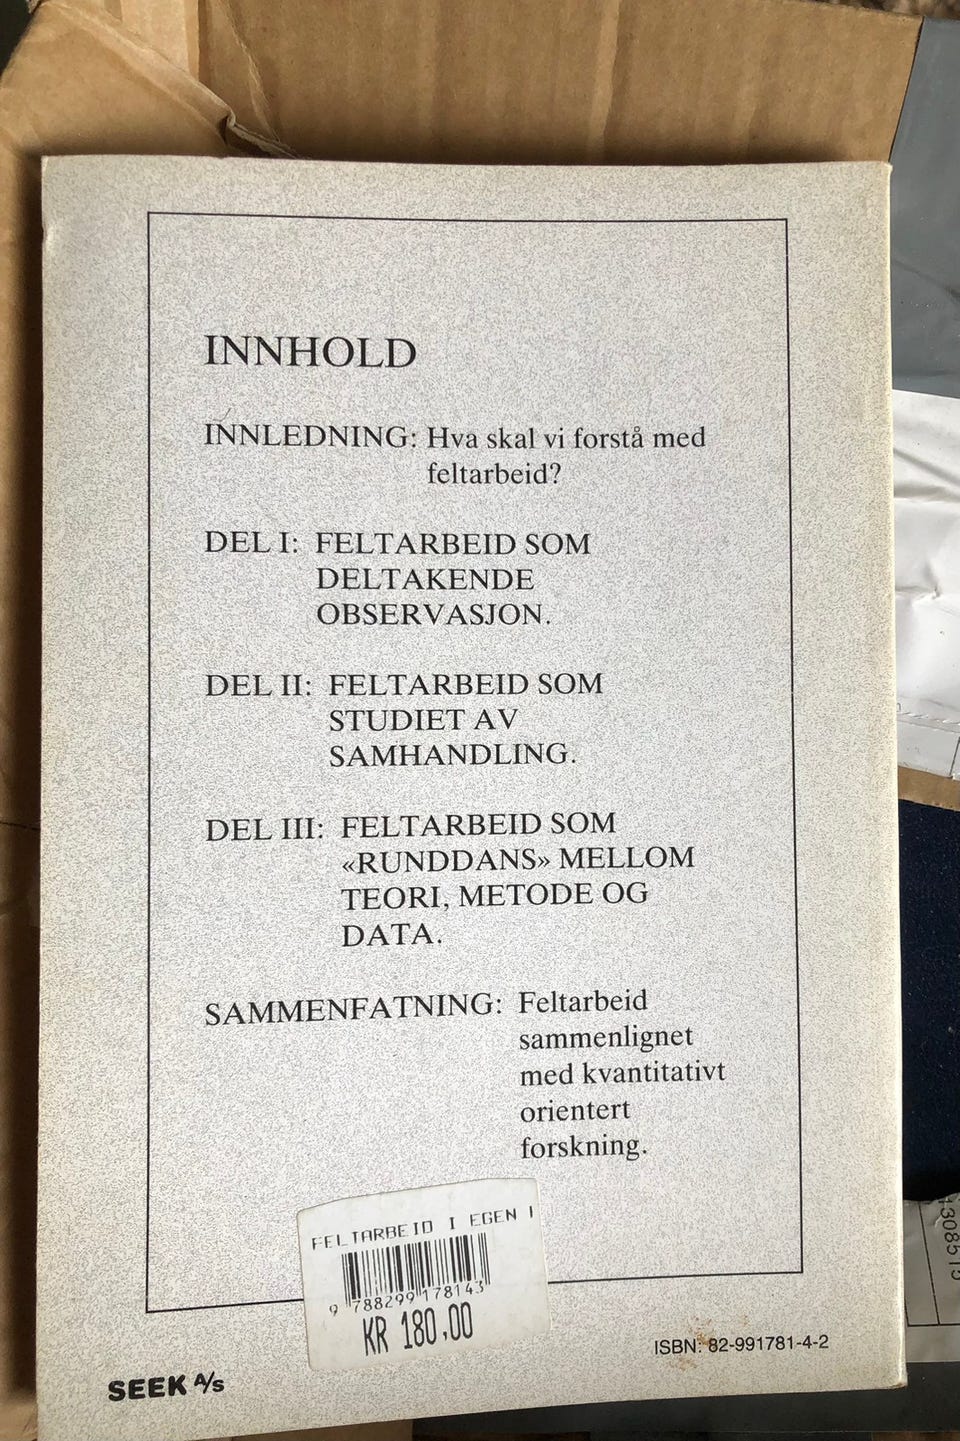 INNHOLD
INNLEDNING: Hva skal vi forstå med
feltarbeid?
DEL I: FELTARBEID SOM
DELTAKENDE
OBSERVASJON.
DEL II: FELTARBEID SOM
STUDIET AV
SAMHANDLING.
DEL III: FELTARBEID SOM
«RUNDDANS» MELLOM
TEORI, METODE OG
DATA.
SAMMENFATNING: Feltarbeid
sammenlignet
med kvantitativt
orientert
forskning.
FELTARBEID I EGEN
9 788299 178143
KR 180,00
ISBN: 82-991781-4-2
SEEK A/S